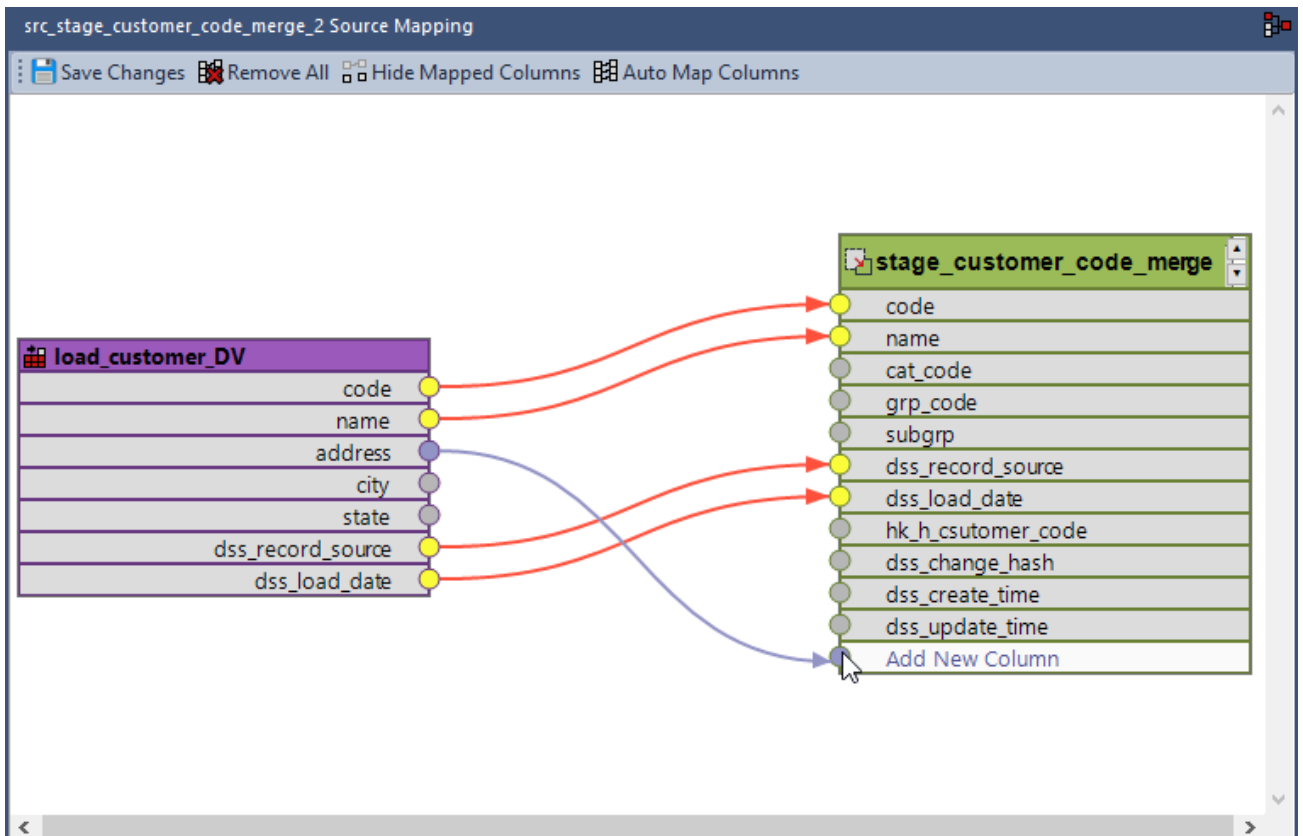 src_stage_customer_code_merge_2 Source Mapping
Save Changes Remove All Hide Mapped Columns Auto Map Columns
load_customer_DV
code
name
address
city
state
dss_record_source
dss_load_date
stage_customer_code_merge
code
name
cat_code
grp_code
subgrp
dss_record_source
dss_load_date
hk_h_csutomer_code
dss_change_hash
dss_create_time
dss_update_time
Add New Column